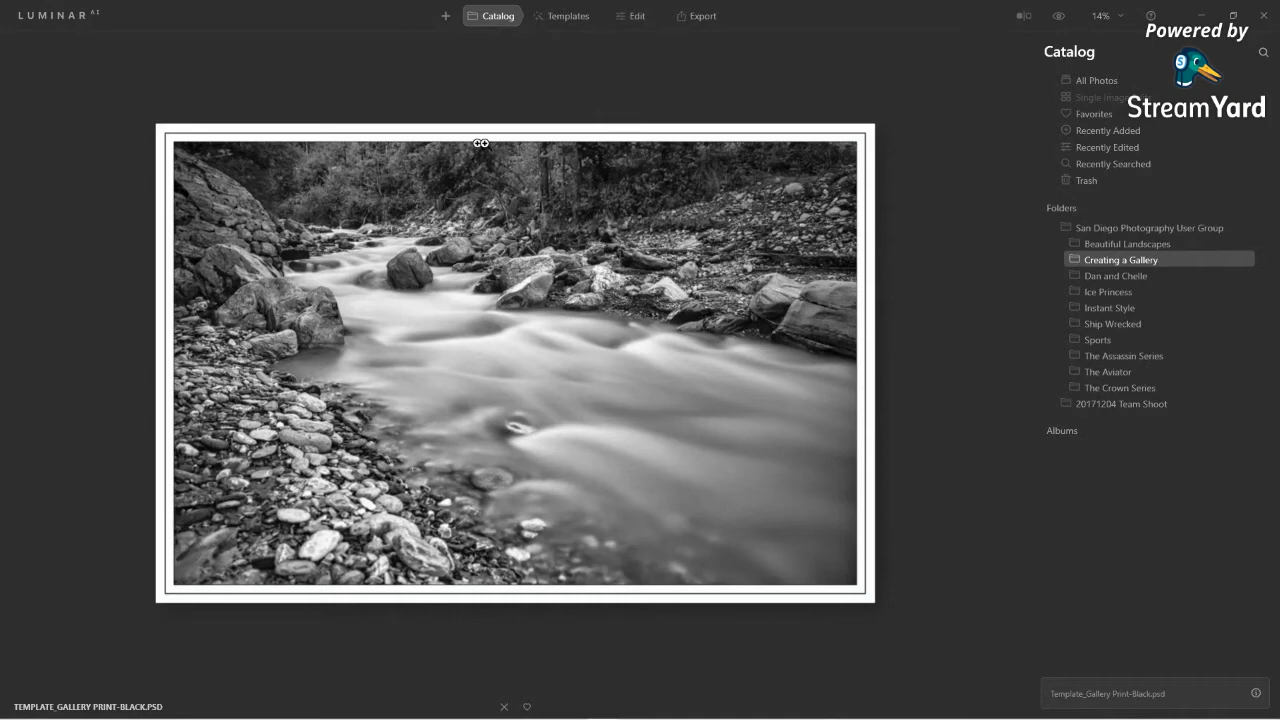 LUMINAR AI
Catalog
Templates
Edit
Export
14%
Powered by
StreamYard
Catalog
All Photos
Favorites
Recently Added
Recently Edited
Recently Searched
Trash
Folders
San Diego Photography User Group
Beautiful Landscapes
Creating a Gallery
Dan and Chelle
Ice Princess
Instant Style
Ship Wrecked
Sports
The Assassin Series
The Aviator
The Crown Series
20171204 Team Shoot
Albums
Template_Gallery Print-Black.psd
TEMPLATE_GALLERY PRINT-BLACK.PSD